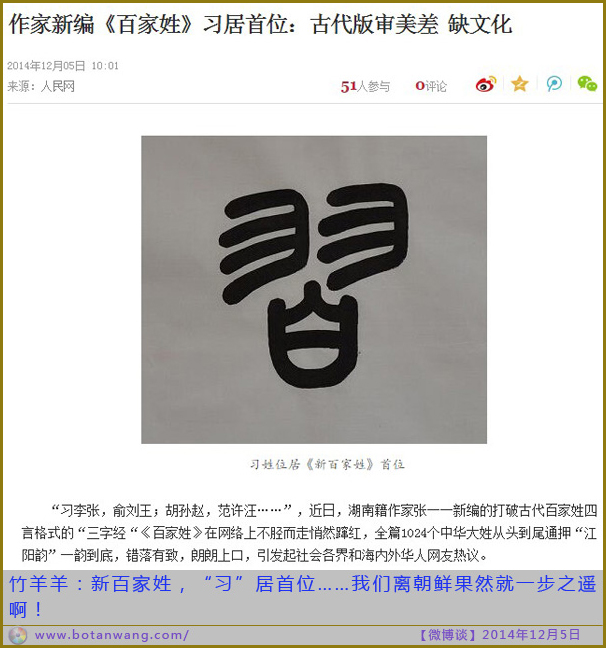 作家新编《百家姓》习居首位：古代版审美差 缺文化
2014年12月05日 10:01
来源：人民网
51人参与 0评论
習
习姓位居《新百家姓》首位
“习李张，俞刘王；胡孙赵，范许汪……”，近日，湖南籍作家张一一新编的打破古代百家姓四
言格式的“三字经“《百家姓》在网络上不胫而走悄然蹿红，全篇1024个中华大姓从头到尾通押“江
阳韵”一韵到底，错落有致，朗朗上口，引发起社会各界和海内外华人网友热议。
竹羊羊：新百家姓，“习”居首位……我们离朝鲜果然就一步之遥
啊！
www.botanwang.com/ 【微博谈】2014年12月5日